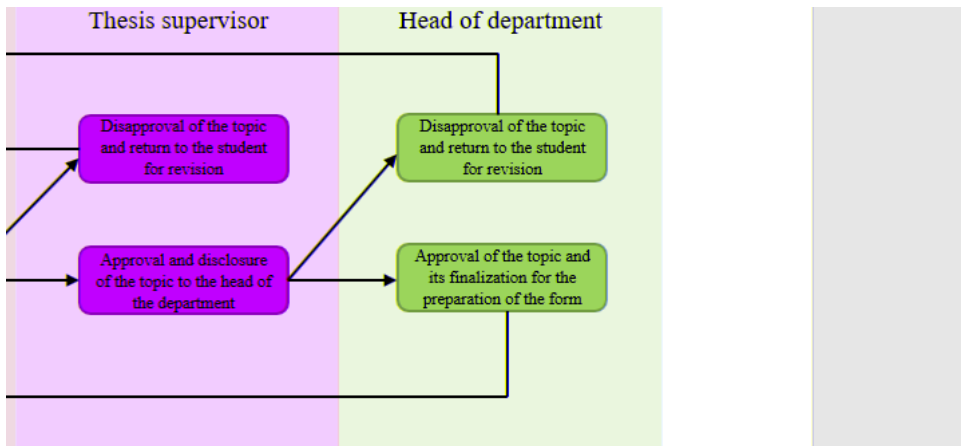 Thesis supervisor
Head of department
Disapproval of the topic
and return to the student
for revision
Disapproval of the topic
and return to the student
for revision
Approval and disclosure
of the topic to the head of
the department
Approval of the topic and
its finalization for the
preparation of the form